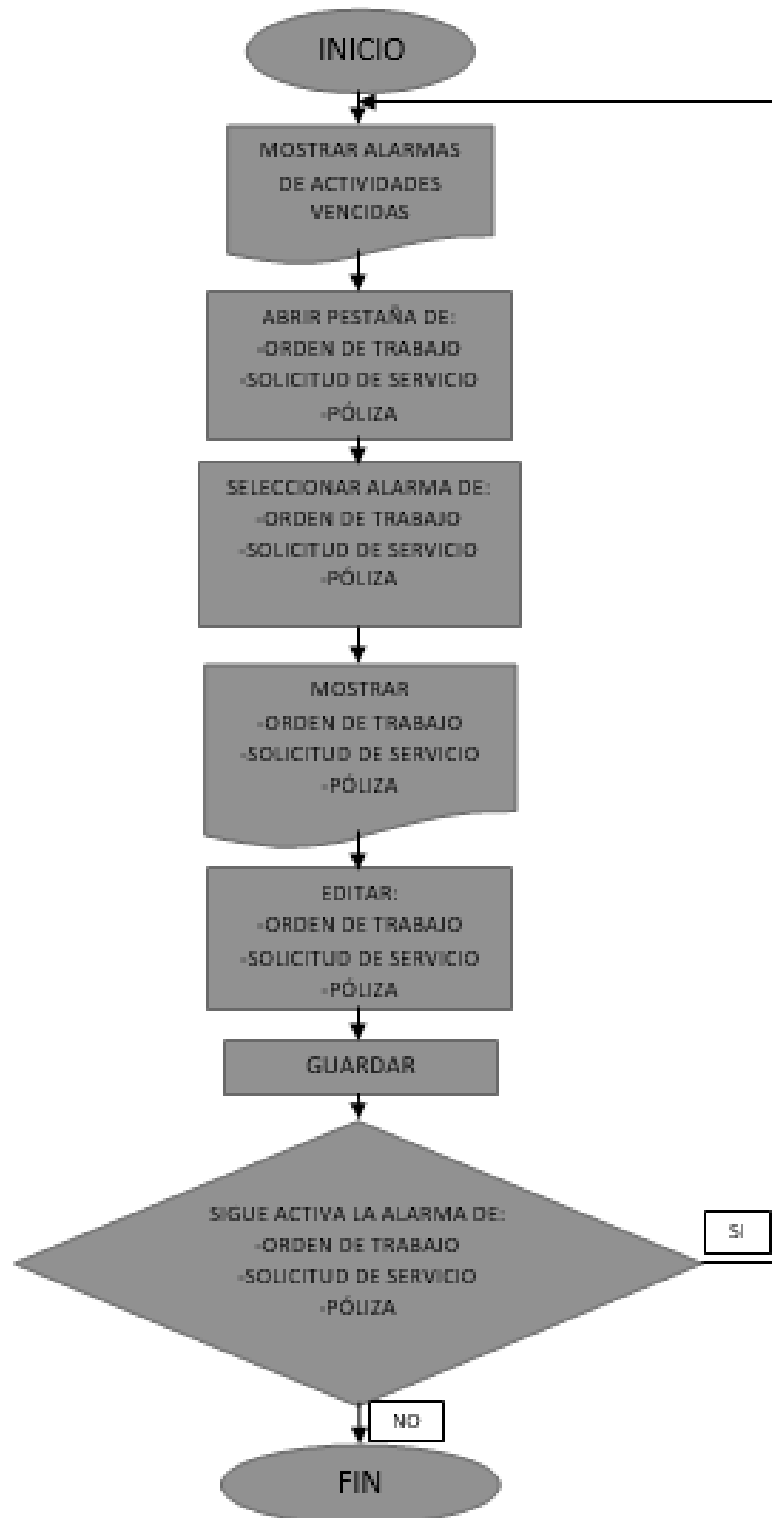 INICIO
MOSTRAR ALARMAS
DE ACTIVIDADES
VENCIDAS
ABRIR PESTAÑA DE:
-ORDEN DE TRABAJO
-SOLICITUD DE SERVICIO
-PÓLIZA
SELECCIONAR ALARMA DE:
-ORDEN DE TRABAJO
-SOLICITUD DE SERVICIO
-PÓLIZA
MOSTRAR
-ORDEN DE TRABAJO
-SOLICITUD DE SERVICIO
-PÓLIZA
EDITAR:
-ORDEN DE TRABAJO
-SOLICITUD DE SERVICIO
-PÓLIZA
GUARDAR
SIGUE ACTIVA LA ALARMA DE:
-ORDEN DE TRABAJO
-SOLICITUD DE SERVICIO
-PÓLIZA
SI
NO
FIN